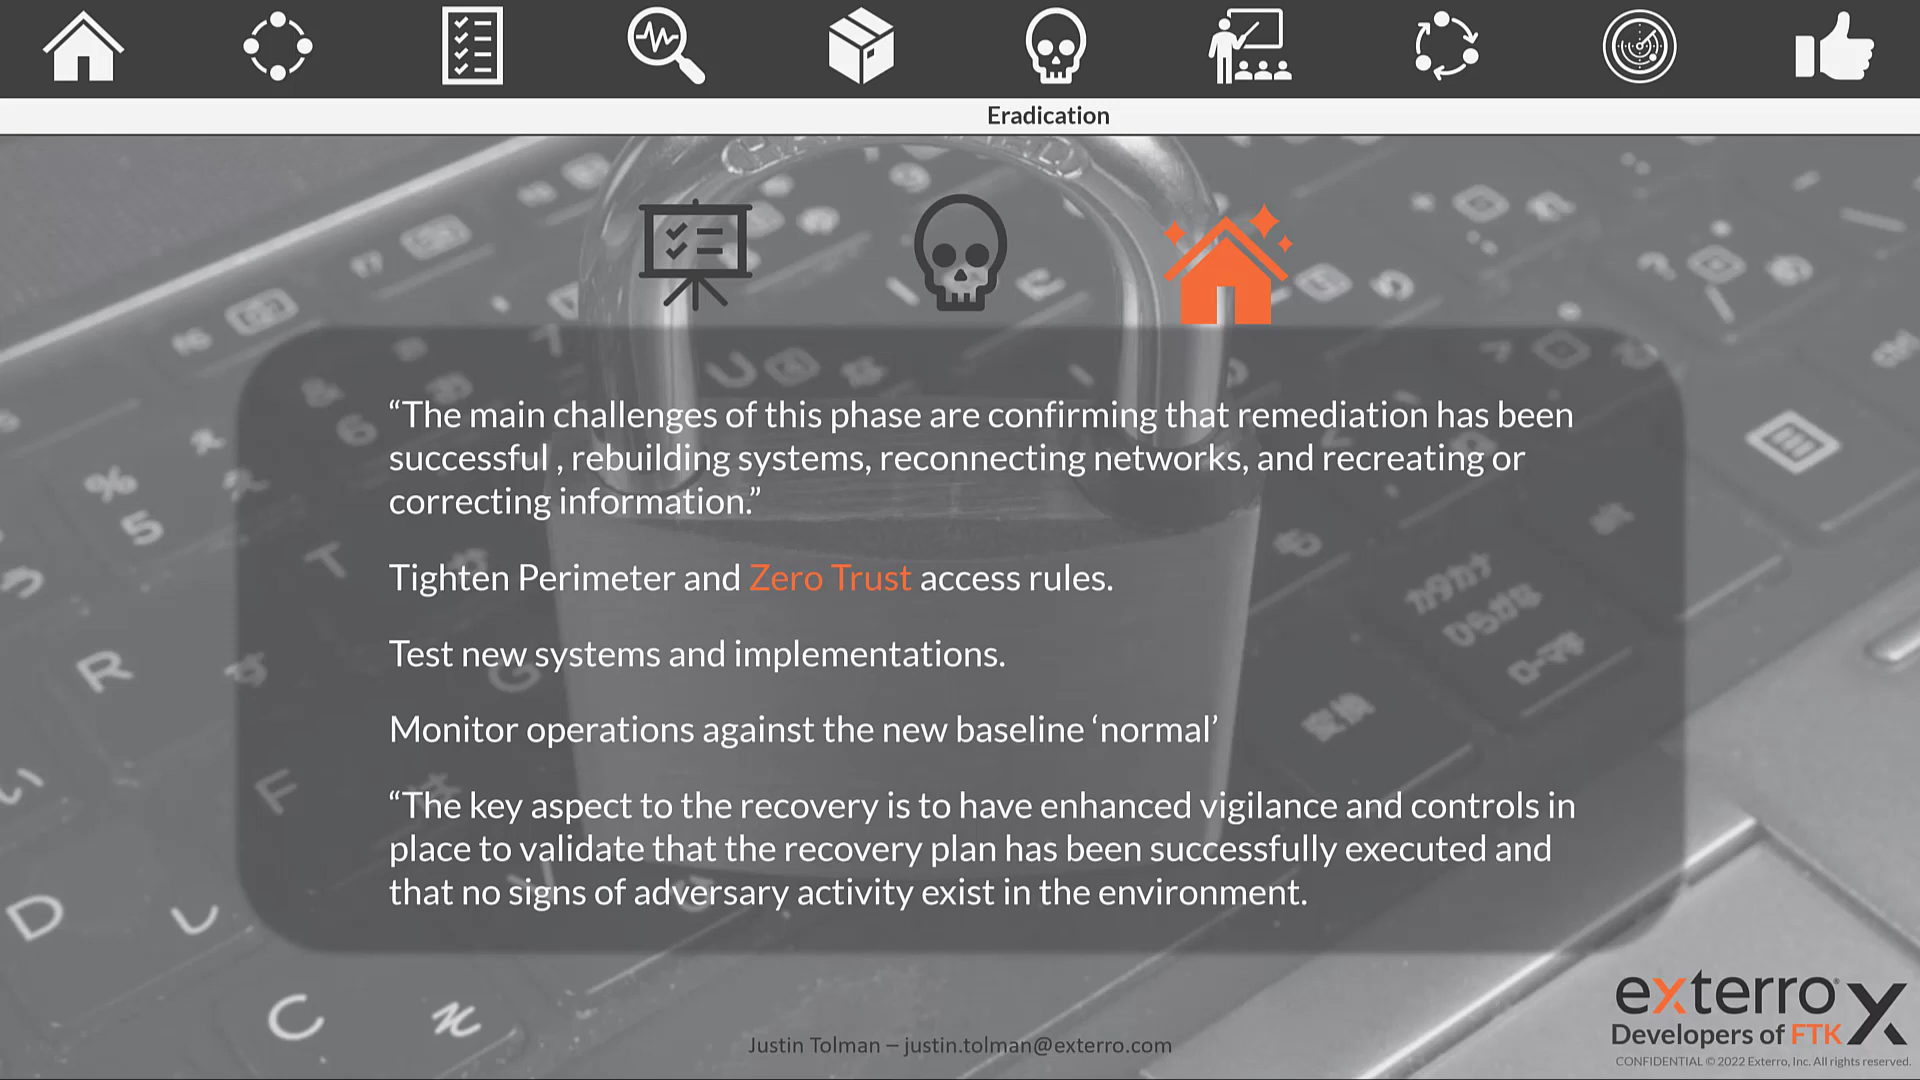 Eradication
“The main challenges of this phase are confirming that remediation has been
successful , rebuilding systems, reconnecting networks, and recreating or
correcting information.”
Tighten Perimeter and Zero Trust access rules.
Test new systems and implementations.
Monitor operations against the new baseline ‘normal’
“The key aspect to the recovery is to have enhanced vigilance and controls in
place to validate that the recovery plan has been successfully executed and
that no signs of adversary activity exist in the environment.
exterro®
Developers of FTK
Justin Tolman – justin.tolman@exterro.com
CONFIDENTIAL © 2022 Exterro, Inc. All rights reserved.